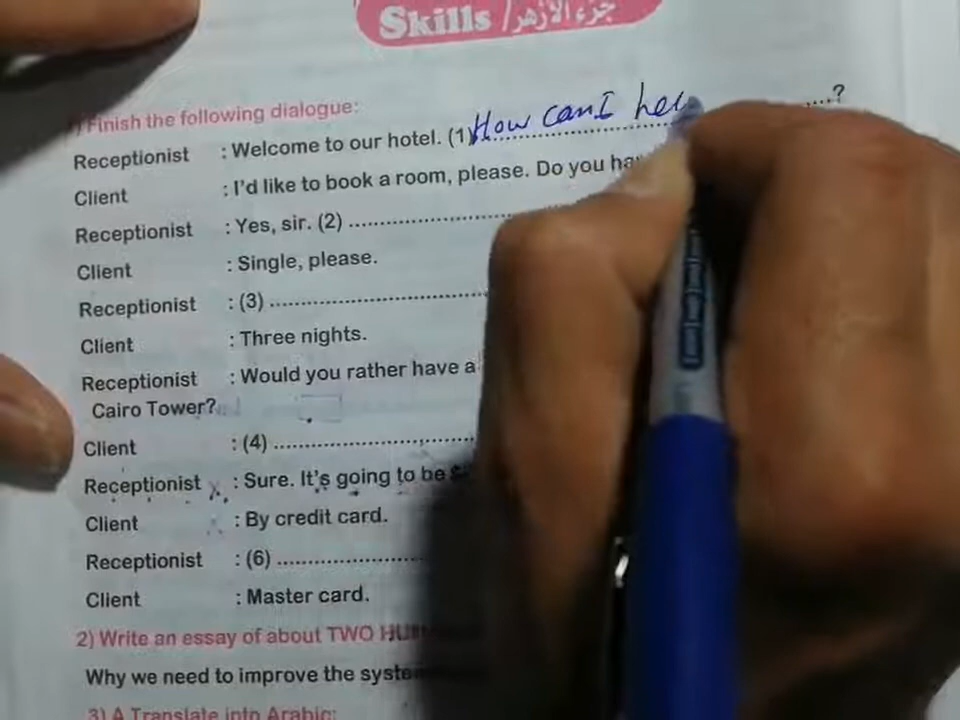 Skills / جزء الأزهر
1) Finish the following dialogue:
Receptionist : Welcome to our hotel. (1) How can I hel ....?
Client : I'd like to book a room, please. Do you ha
Receptionist : Yes, sir. (2) ....................
Client : Single, please.
Receptionist : (3) ....................
Client : Three nights.
Receptionist : Would you rather have a
Cairo Tower?
Client : (4) ....................
Receptionist : Sure. It's going to be
Client : By credit card.
Receptionist : (6) ....................
Client : Master card.
2) Write an essay of about TWO HU
Why we need to improve the syste
3) A Translate into Arabic: